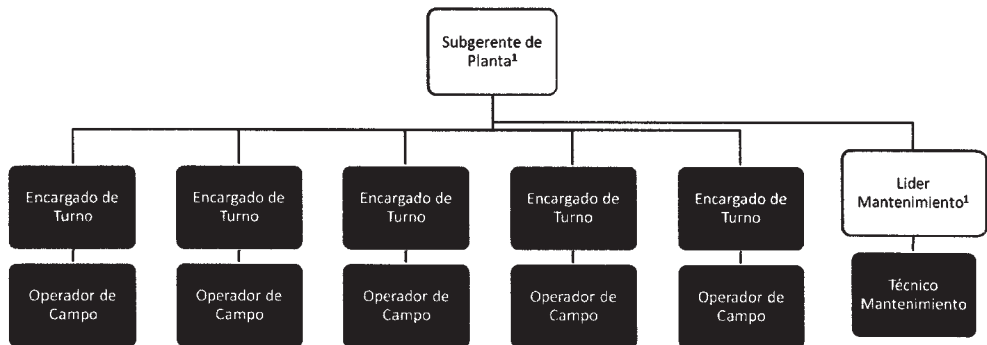 Subgerente de
Planta¹
Encargado de
Turno
Encargado de
Turno
Encargado de
Turno
Encargado de
Turno
Encargado de
Turno
Lider
Mantenimiento¹
Operador de
Campo
Operador de
Campo
Operador de
Campo
Operador de
Campo
Operador de
Campo
Técnico
Mantenimiento